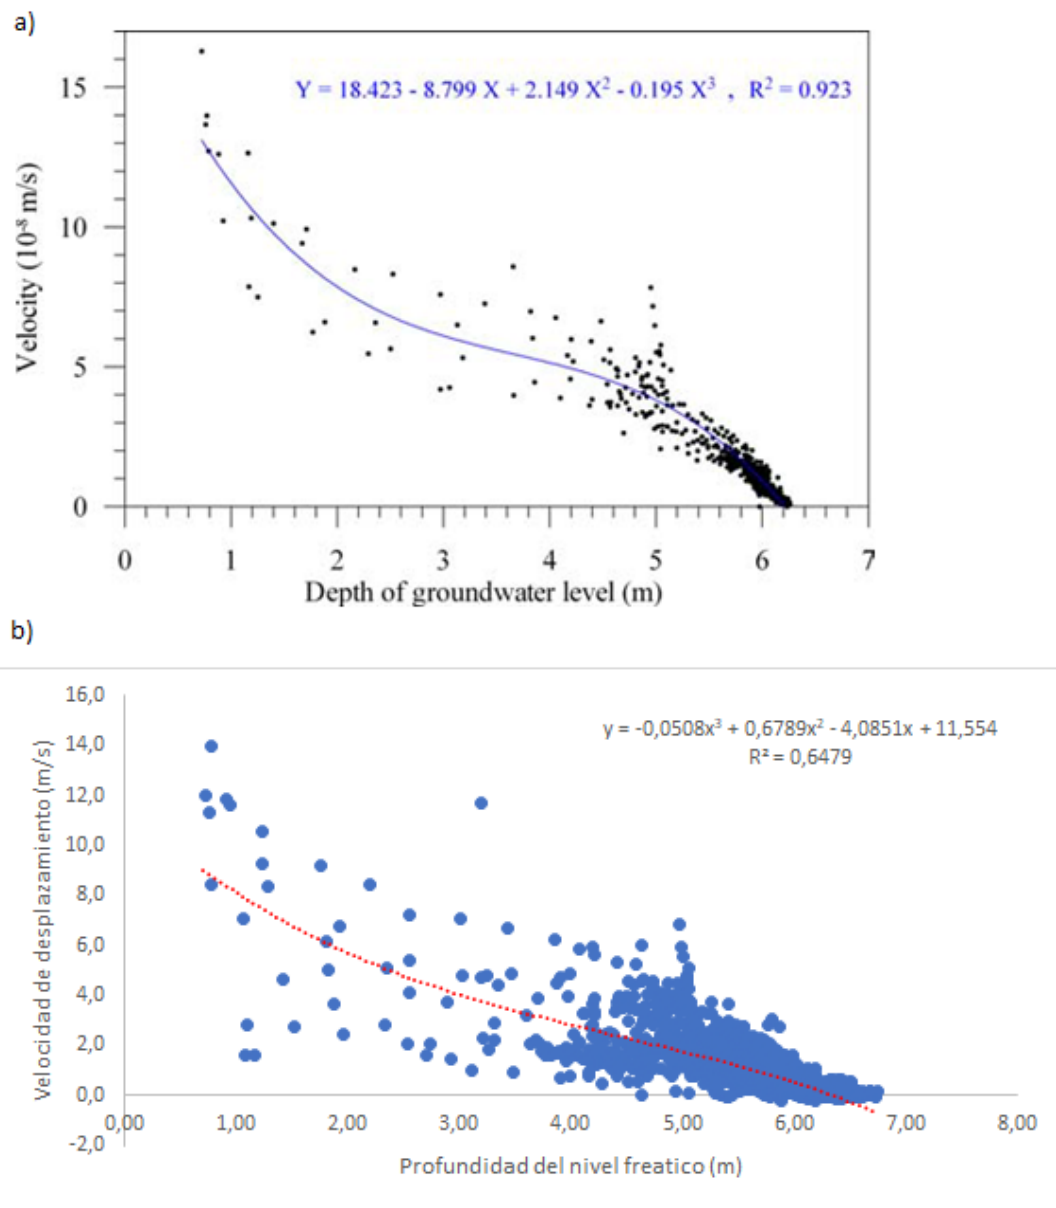 a)
Y = 18.423 - 8.799 X + 2.149 X² - 0.195 X³ , R² = 0.923
15
10
5
0
Velocity (10⁻⁸ m/s)
0 1 2 3 4 5 6 7
Depth of groundwater level (m)
b)
y = -0,0508x³ + 0,6789x² - 4,0851x + 11,554
R² = 0,6479
16,0
14,0
12,0
10,0
8,0
6,0
4,0
2,0
0,0
-2,0
Velocidad de desplazamiento (m/s)
0,00 1,00 2,00 3,00 4,00 5,00 6,00 7,00 8,00
Profundidad del nivel freatico (m)